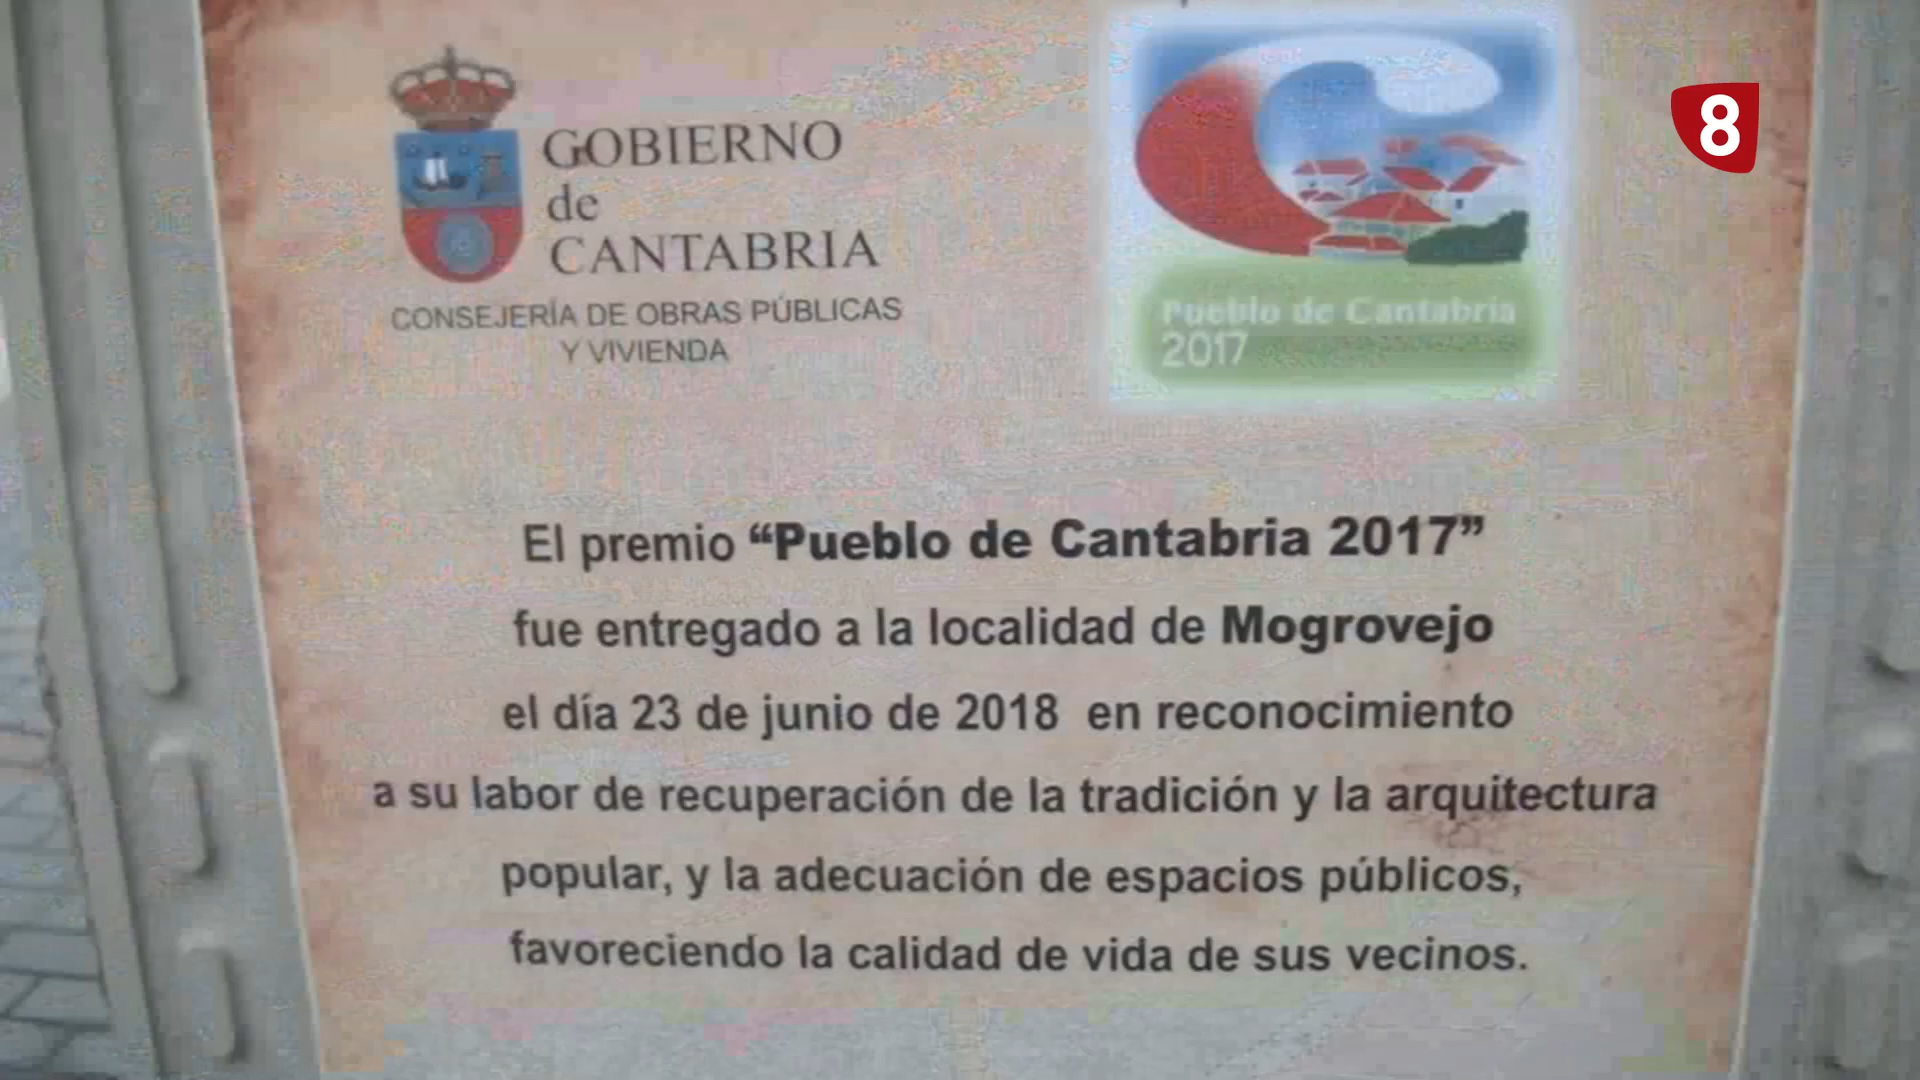 GOBIERNO
de
CANTABRIA
CONSEJERÍA DE OBRAS PÚBLICAS
Y VIVIENDA
Pueblo de Cantabria
2017
8
El premio “Pueblo de Cantabria 2017”
fue entregado a la localidad de Mogrovejo
el día 23 de junio de 2018 en reconocimiento
a su labor de recuperación de la tradición y la arquitectura
popular, y la adecuación de espacios públicos,
favoreciendo la calidad de vida de sus vecinos.